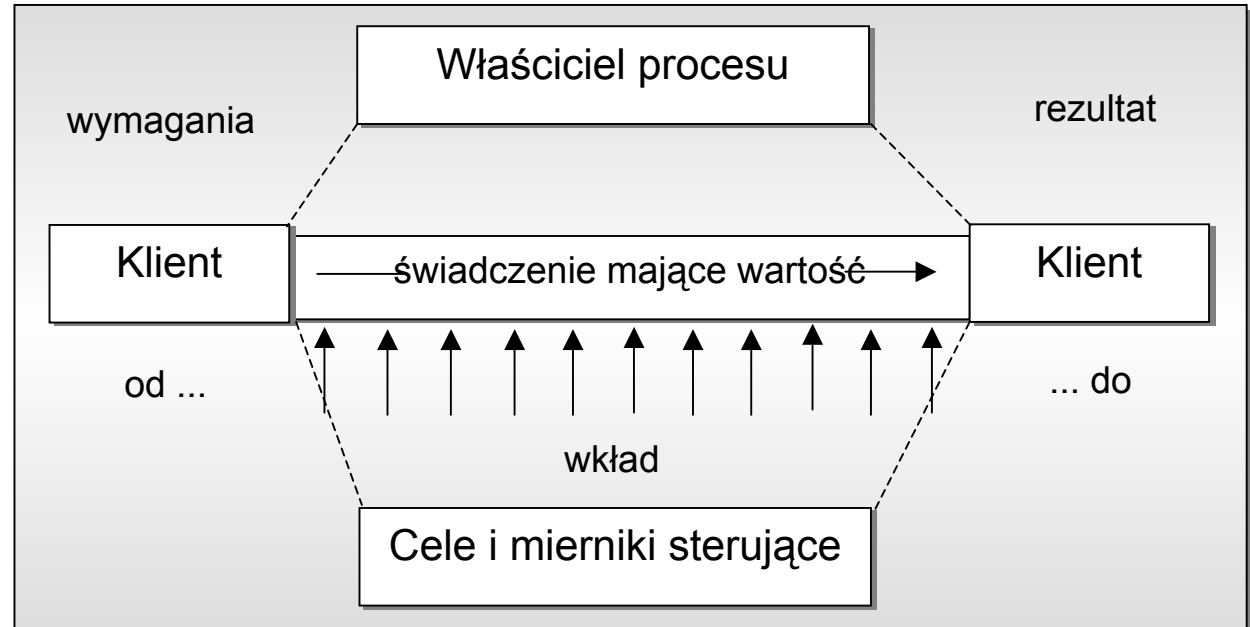 Właściciel procesu
wymagania
rezultat
Klient
świadczenie mające wartość
Klient
od ...
... do
wkład
Cele i mierniki sterujące